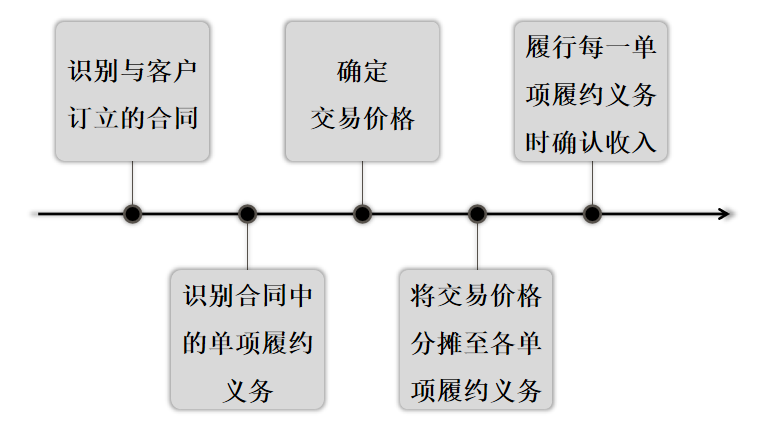 识别与客户
订立的合同
识别合同中
的单项履约
义务
确定
交易价格
将交易价格
分摊至各单
项履约义务
履行每一单
项履约义务
时确认收入